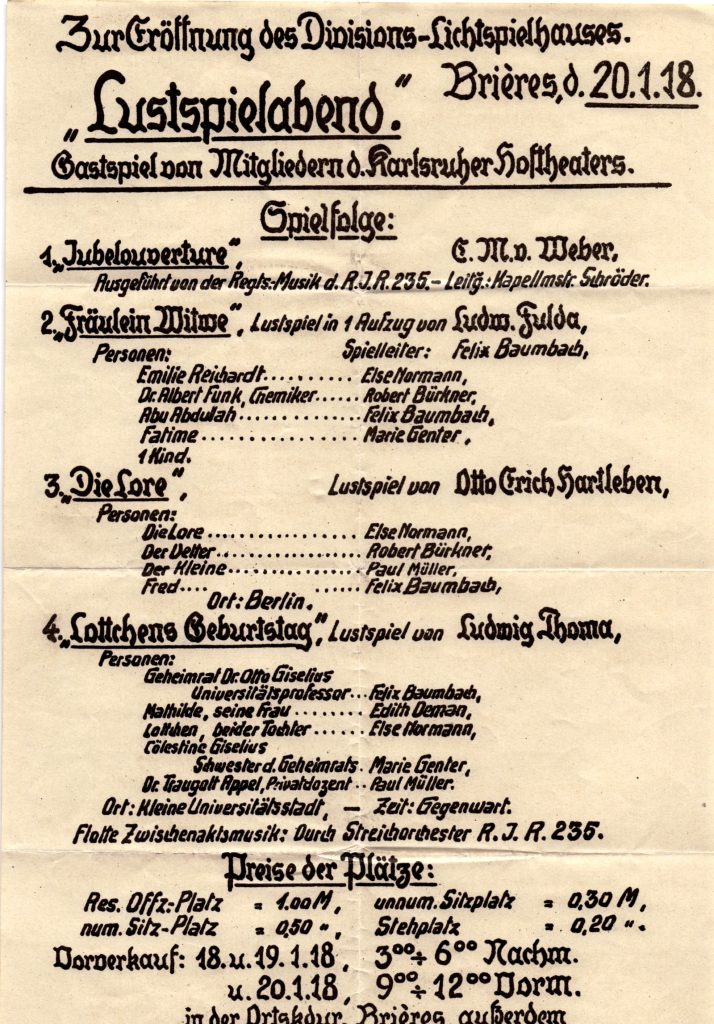 Zur Eröffnung des Divisions-Lichtspielhauses.
Brières, d. 20.1.18.
„Lustspielabend.“
Gastspiel von Mitgliedern d. Karlsruher Hoftheaters.
Spielfolge:
1. „Jubelouverture“, C. M. v. Weber,
Ausgeführt von der Regts.-Musik d. R. J. R. 235. – Leitg.: Kapellmstr. Schröder.
2. „Fräulein Witwe“, Lustspiel in 1 Aufzug von Ludw. Fulda,
Personen: Spielleiter: Felix Baumbach,
Emilie Reichardt.......... Else Normann,
Dr. Albert Funk, Chemiker...... Robert Bürkner,
Abu Abdullah .............. Felix Baumbach,
Fatime .................. Marie Genter,
1 Kind.
3. „Die Lore“, Lustspiel von Otto Erich Hartleben,
Personen:
Die Lore .................. Else Normann,
Der Vetter................. Robert Bürkner,
Der Kleine................ Paul Müller,
Fred.... ...... Felix Baumbach,
Ort: Berlin.
4. „Lottchens Geburtstag“, Lustspiel von Ludwig Thoma,
Personen:
Geheimrat Dr. Otto Giselius
Universitätsprofessor... Felix Baumbach,
Mathilde, seine Frau ........ Edith Deman,
Lottchen, beider Tochter...... Else Normann,
Cölestine Giselius
Schwester d. Geheimrats. Marie Genter,
Dr. Traugott Appel, Privatdozent.. Paul Müller.
Ort: Kleine Universitätsstadt, — Zeit: Gegenwart.
Flotte Zwischenaktsmusik: Durch Streichorchester R. J. R. 235.
Preise der Plätze:
Res. Offz.-Platz = 1.00 M, unnum. Sitzplatz = 0,30 M,
num. Sitz-Platz = 0,50 „, Stehplatz = 0,20 „.
Vorverkauf: 18. u. 19. 1. 18, 3⁰⁰ ÷ 6⁰⁰ Nachm.
u. 20.1.18, 9⁰⁰ ÷ 12⁰⁰ Vorm.
in der Ortskdur. Brières, außerdem